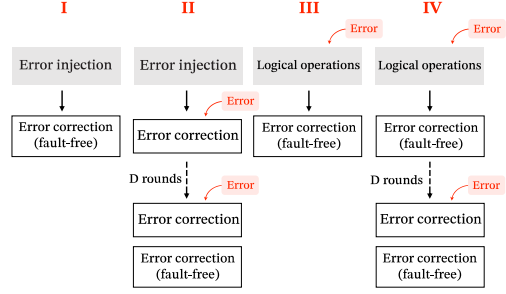 I
II
III
IV
Error
Error
Error injection
Error injection
Logical operations
Logical operations
Error
Error correction
(fault-free)
Error correction
Error correction
(fault-free)
Error correction
(fault-free)
D rounds
Error
D rounds
Error
Error correction
Error correction
Error correction
(fault-free)
Error correction
(fault-free)